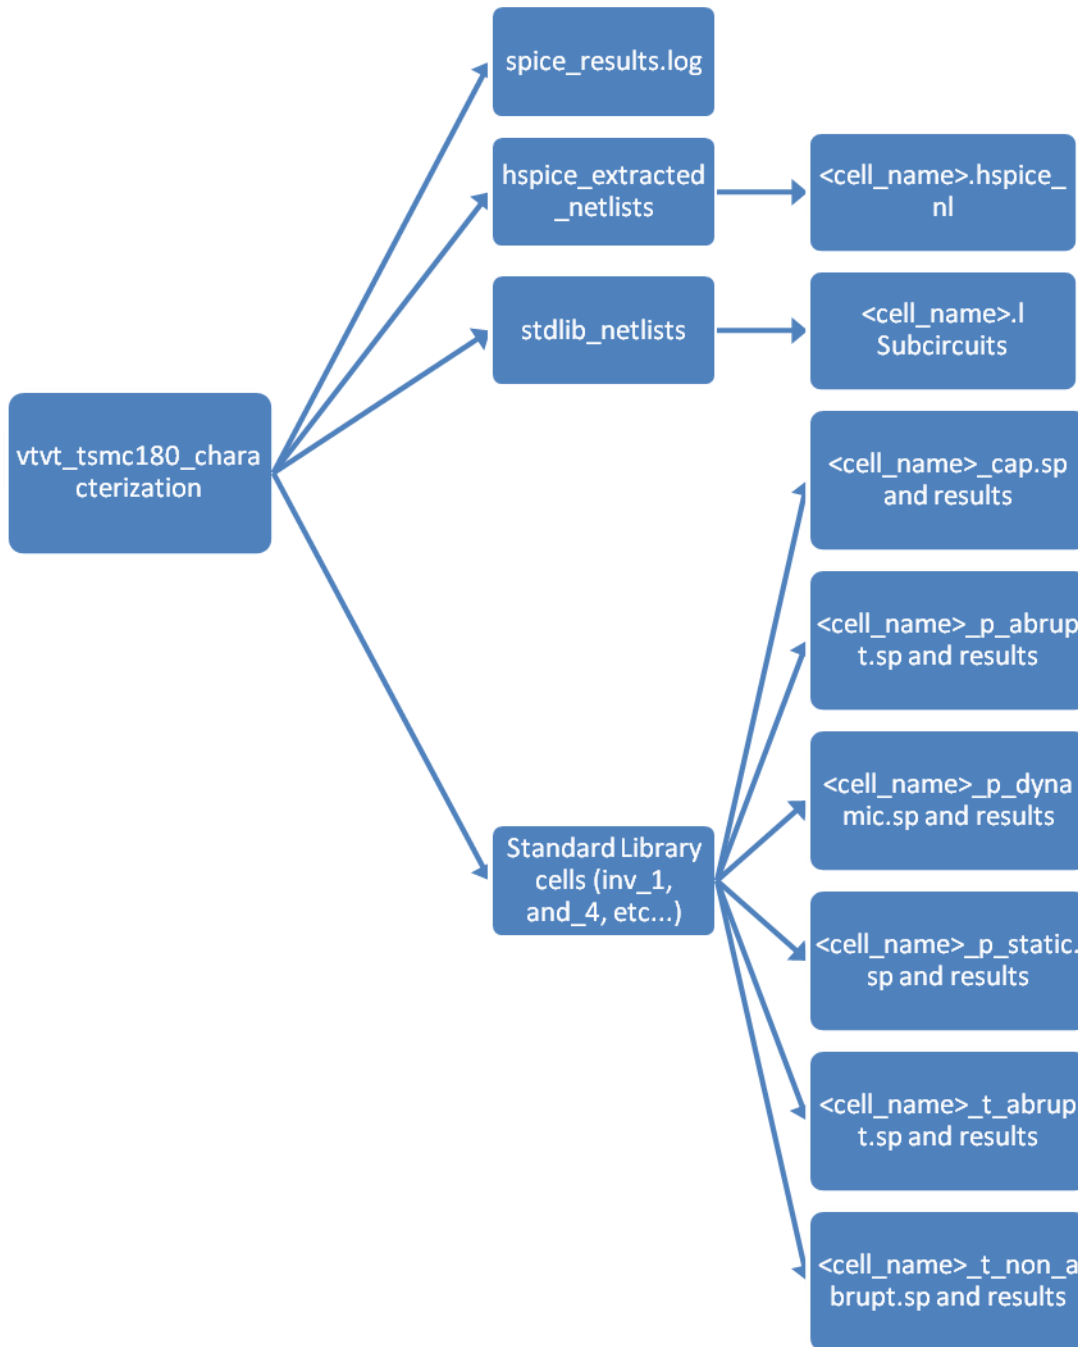 spice_results.log
hspice_extracted
_netlists
<cell_name>.hspice_
nl
stdlib_netlists
<cell_name>.l
Subcircuits
vtvt_tsmc180_chara
cterization
<cell_name>_cap.sp
and results
<cell_name>_p_abrup
t.sp and results
<cell_name>_p_dyna
mic.sp and results
Standard Library
cells (inv_1,
and_4, etc...)
<cell_name>_p_static.
sp and results
<cell_name>_t_abrup
t.sp and results
<cell_name>_t_non_a
brupt.sp and results